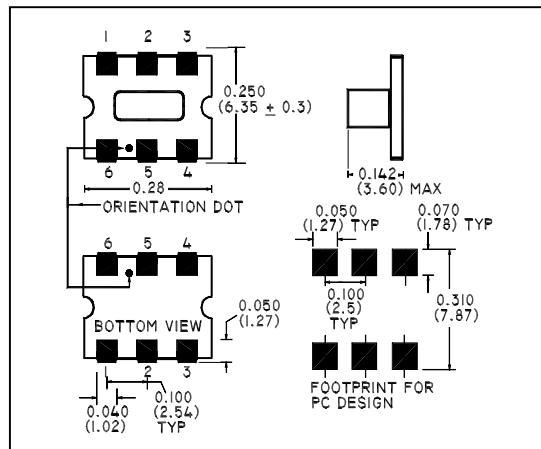 1 2 3
0.250
(6.35 ± 0.3)
6 5 4
0.28
ORIENTATION DOT
0.142
(3.60) MAX
0.050
(1.27) TYP
0.070
(1.78) TYP
6 5 4
0.100
(2.5)
TYP
0.310
(7.87)
BOTTOM VIEW
0.050
(1.27)
1 2 3
0.040
(1.02)
0.100
(2.54)
TYP
FOOTPRINT FOR
PC DESIGN